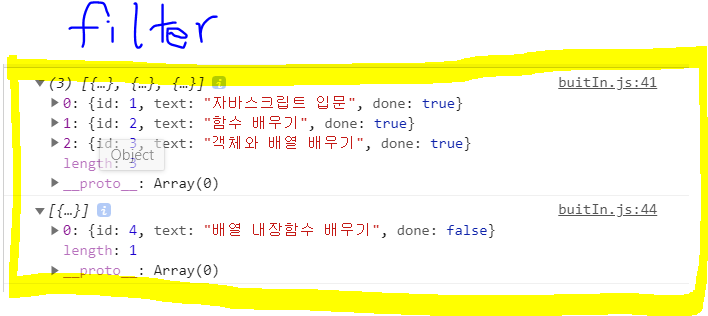 filter
(3) [{…}, {…}, {…}] i buitIn.js:41
0: {id: 1, text: "자바스크립트 입문", done: true}
1: {id: 2, text: "함수 배우기", done: true}
2: {id: 3, text: "객체와 배열 배우기", done: true}
Object
length: 3
__proto__: Array(0)
[{…}] i buitIn.js:44
0: {id: 4, text: "배열 내장함수 배우기", done: false}
length: 1
__proto__: Array(0)